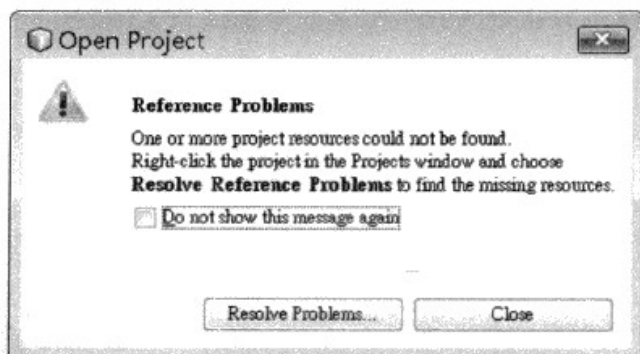 Open Project
Reference Problems
One or more project resources could not be found.
Right-click the project in the Projects window and choose
Resolve Reference Problems to find the missing resources.
Do not show this message again
Resolve Problems...
Close